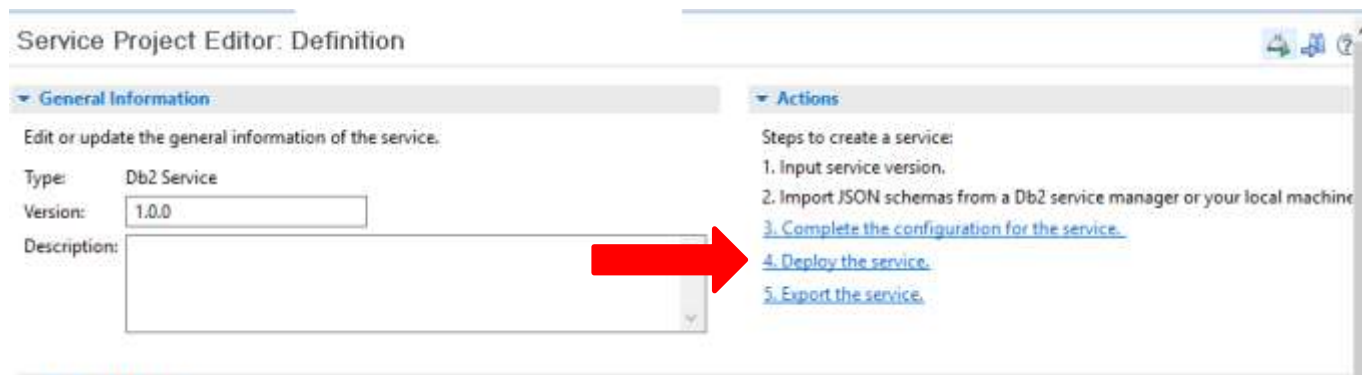 Service Project Editor: Definition
General Information
Edit or update the general information of the service.
Type: Db2 Service
Version: 1.0.0
Description:
Actions
Steps to create a service:
1. Input service version.
2. Import JSON schemas from a Db2 service manager or your local machine
3. Complete the configuration for the service.
4. Deploy the service.
5. Export the service.